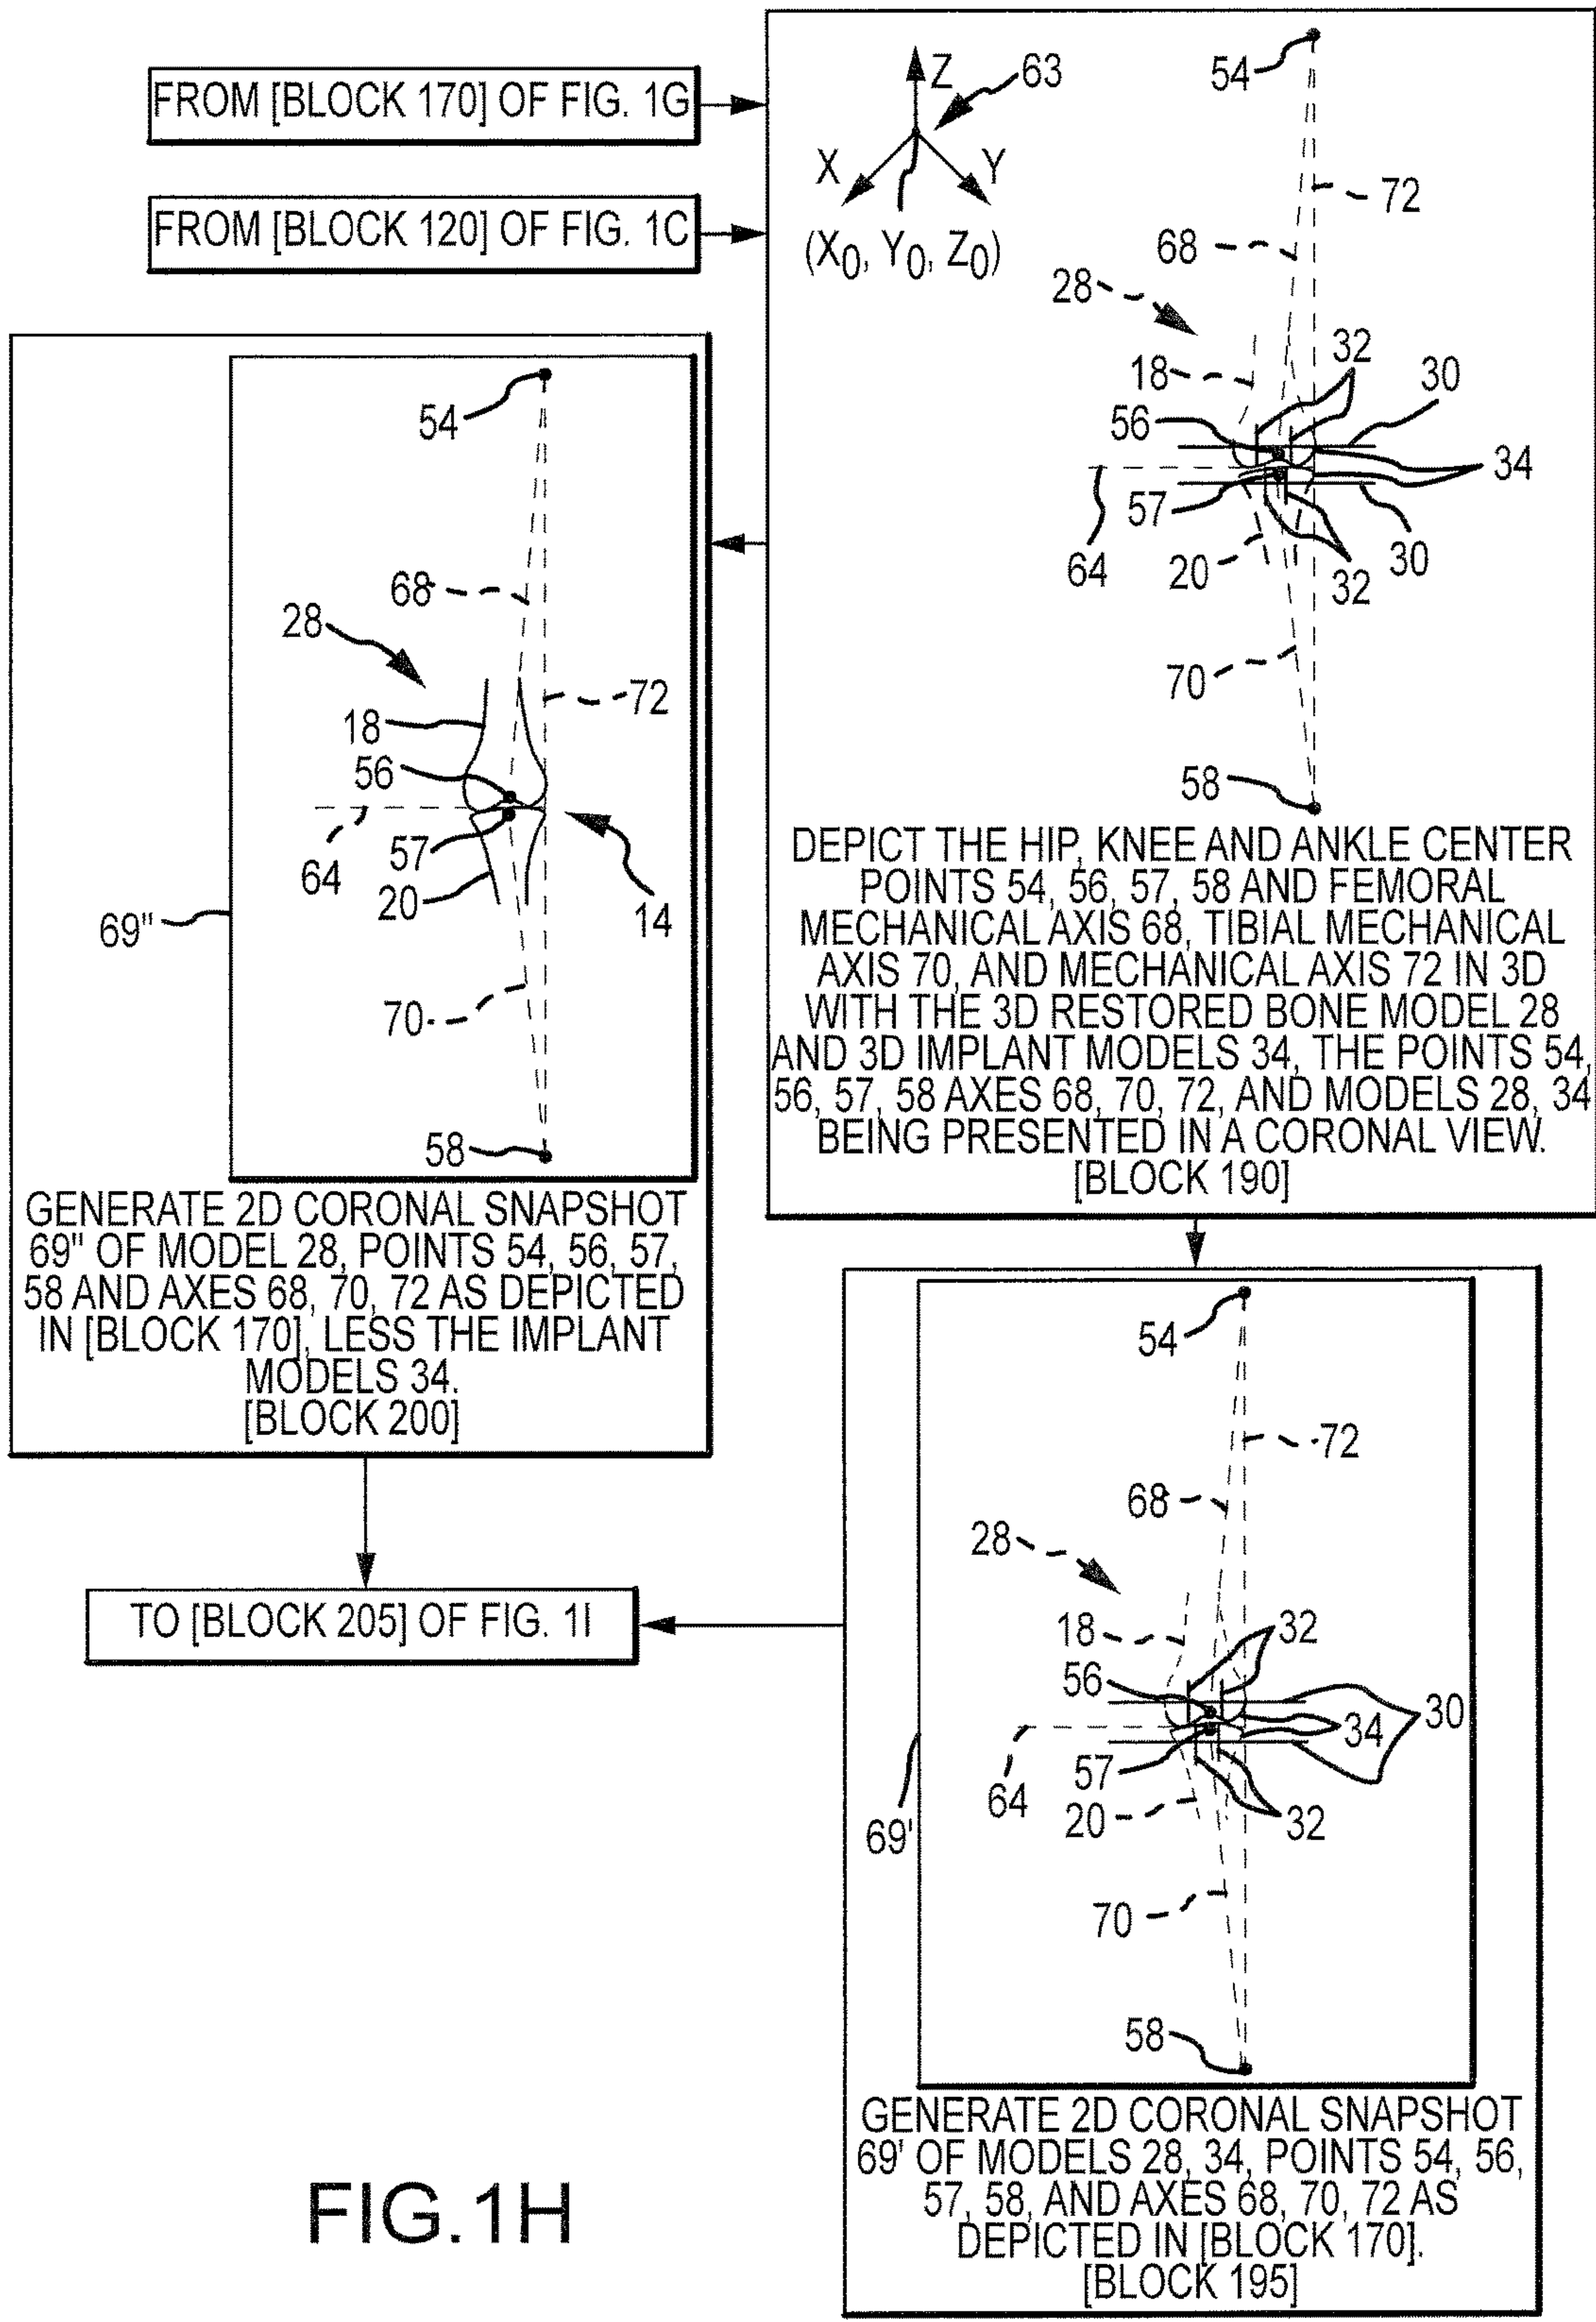 FROM [BLOCK 170] OF FIG. 1G
FROM [BLOCK 120] OF FIG. 1C
Z
63
X
Y
(X0, Y0, Z0)
54
72
68
28
18
32
30
56
34
57
64
20
32
30
70
58
DEPICT THE HIP, KNEE AND ANKLE CENTER
POINTS 54, 56, 57, 58 AND FEMORAL
MECHANICAL AXIS 68, TIBIAL MECHANICAL
AXIS 70, AND MECHANICAL AXIS 72 IN 3D
WITH THE 3D RESTORED BONE MODEL 28
AND 3D IMPLANT MODELS 34, THE POINTS 54,
56, 57, 58 AXES 68, 70, 72, AND MODELS 28, 34
BEING PRESENTED IN A CORONAL VIEW.
[BLOCK 190]
54
68
28
72
18
56
64
57
20
14
69"
70
58
GENERATE 2D CORONAL SNAPSHOT
69" OF MODEL 28, POINTS 54, 56, 57,
58 AND AXES 68, 70, 72 AS DEPICTED
IN [BLOCK 170], LESS THE IMPLANT
MODELS 34.
[BLOCK 200]
TO [BLOCK 205] OF FIG. 1I
54
72
68
28
18
32
56
30
34
57
64
20
32
69'
70
58
GENERATE 2D CORONAL SNAPSHOT
69' OF MODELS 28, 34, POINTS 54, 56,
57, 58, AND AXES 68, 70, 72 AS
DEPICTED IN [BLOCK 170].
[BLOCK 195]
FIG.1H